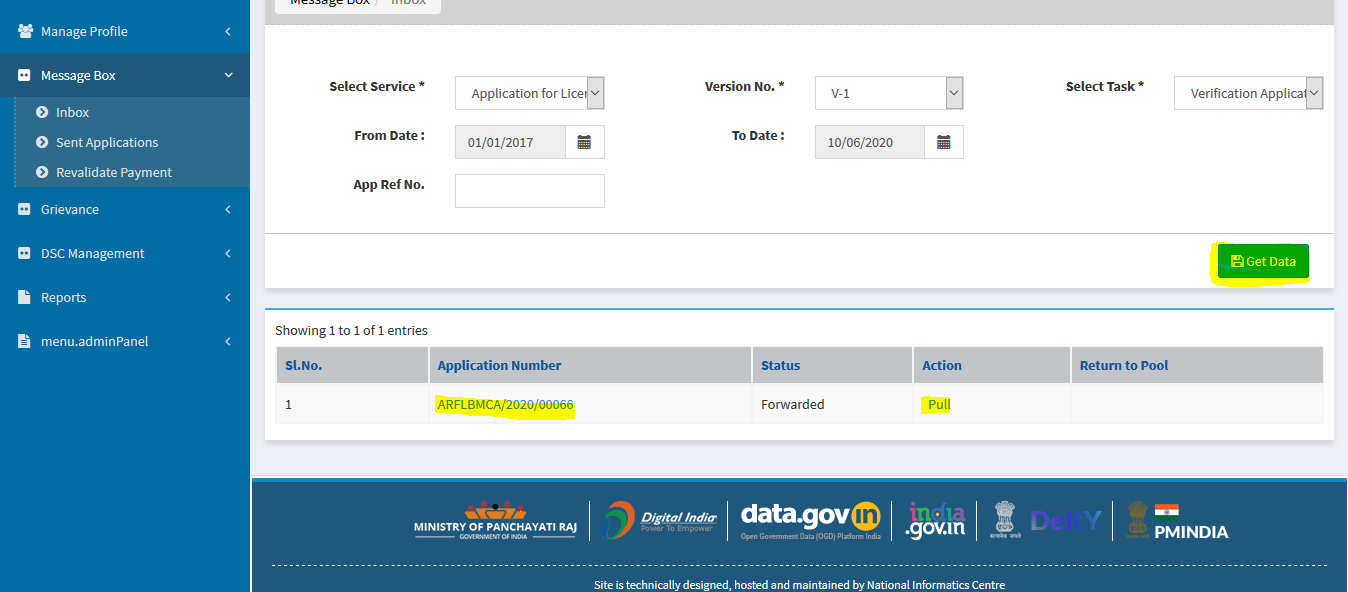 Manage Profile
Message Box
Inbox
Sent Applications
Revalidate Payment
Grievance
DSC Management
Reports
menu.adminPanel
Message Box / Inbox
Select Service *
Application for Licen
Version No. *
V-1
Select Task *
Verification Applicat
From Date :
01/01/2017
To Date :
10/06/2020
App Ref No.
Get Data
Showing 1 to 1 of 1 entries
Sl.No. Application Number Status Action Return to Pool
1 ARFLBMCA/2020/00066 Forwarded Pull
MINISTRY OF PANCHAYATI RAJ
GOVERNMENT OF INDIA
Digital India
Power To Empower
data.gov in
Open Government Data (OGD) Platform India
india
.gov.in
सत्यमेव जयते
DeitY
PMINDIA
Site is technically designed, hosted and maintained by National Informatics Centre